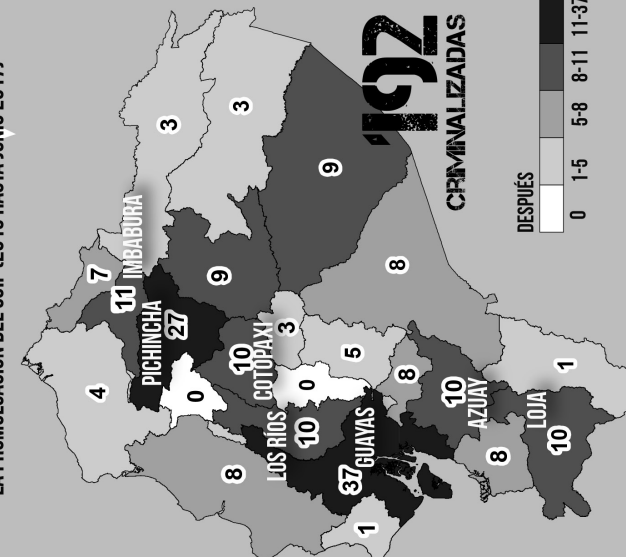 4
7
11
IMBABURA
PICHINCHA
27
3
0
9
8
3
10
COTOPAXI
3
LOS RÍOS
10
0
9
37
GUAYAS
5
1
8
8
192
CRIMINALIZADAS
10
AZUAY
8
LOJA
10
1
DESPUÉS
0 1-5 5-8 8-11 11-37